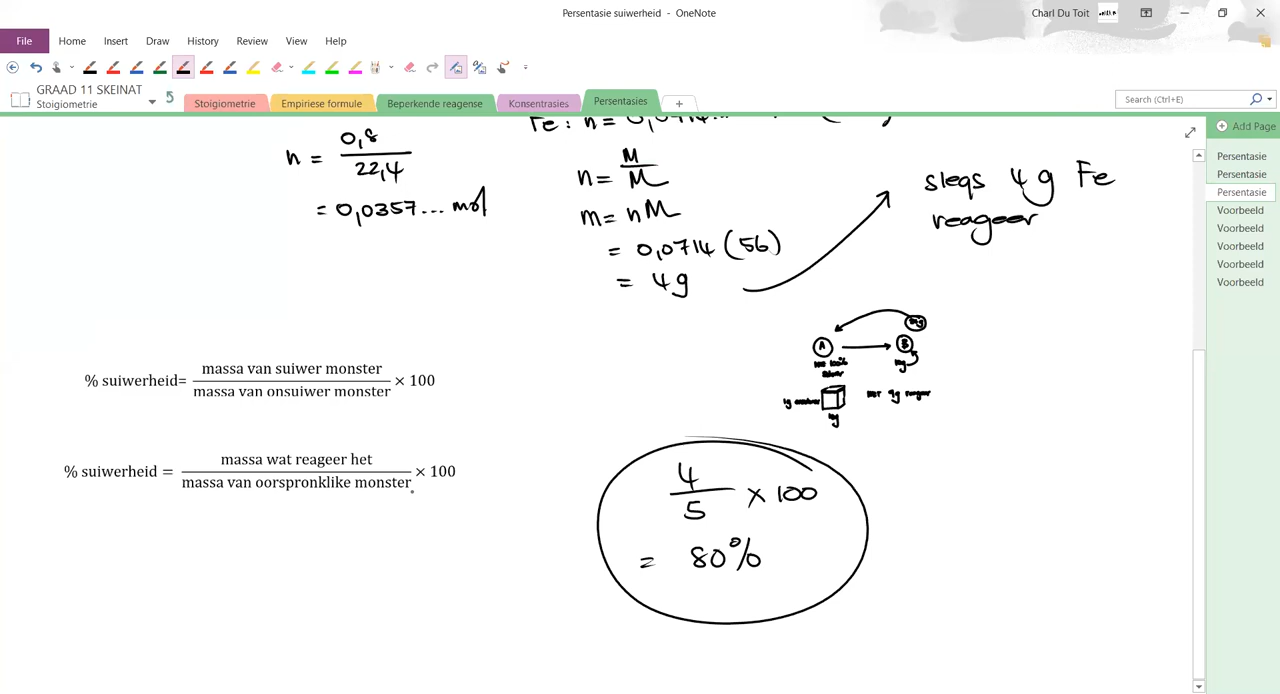 Persentasie suiwerheid - OneNote
Charl Du Toit
File Home Insert Draw History Review View Help
GRAAD 11 SKEINAT
Stoigiometrie
Stoigiometrie Empiriese formule Beperkende reagense Konsentrasies Persentasies +
Search (Ctrl+E)
Add Page
Persentasie
Persentasie
Persentasie
Voorbeeld
Voorbeeld
Voorbeeld
Voorbeeld
Voorbeeld
n = 0,8 / 22,4
= 0,0357... mol
Fe: n =
n = M / M
m = nM
= 0,0714 (56)
= 4g
slegs 4 g Fe
reageer
A
B
% suiwerheid= massa van suiwer monster / massa van onsuiwer monster × 100
% suiwerheid = massa wat reageer het / massa van oorspronklike monster × 100
4 / 5 × 100
= 80%